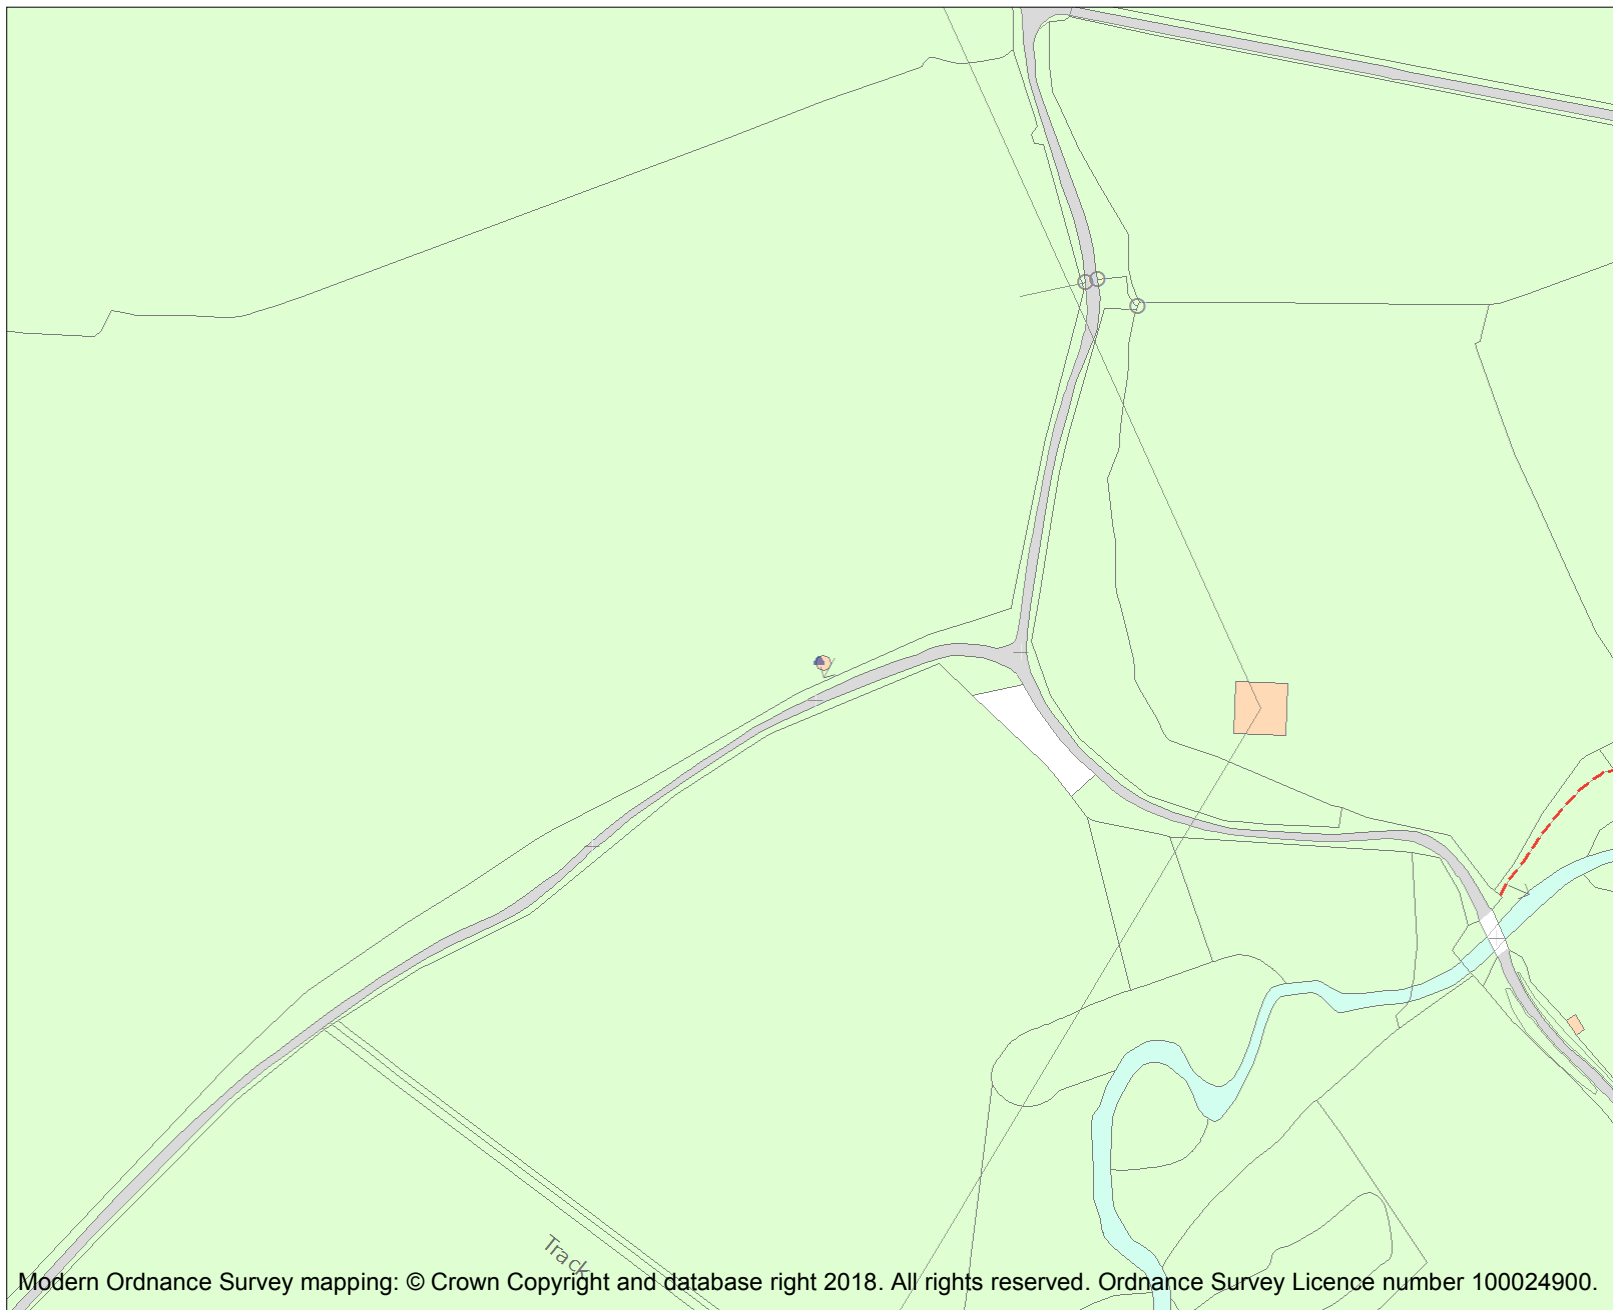 Track
Modern Ordnance Survey mapping: © Crown Copyright and database right 2018. All rights reserved. Ordnance Survey Licence number 100024900.